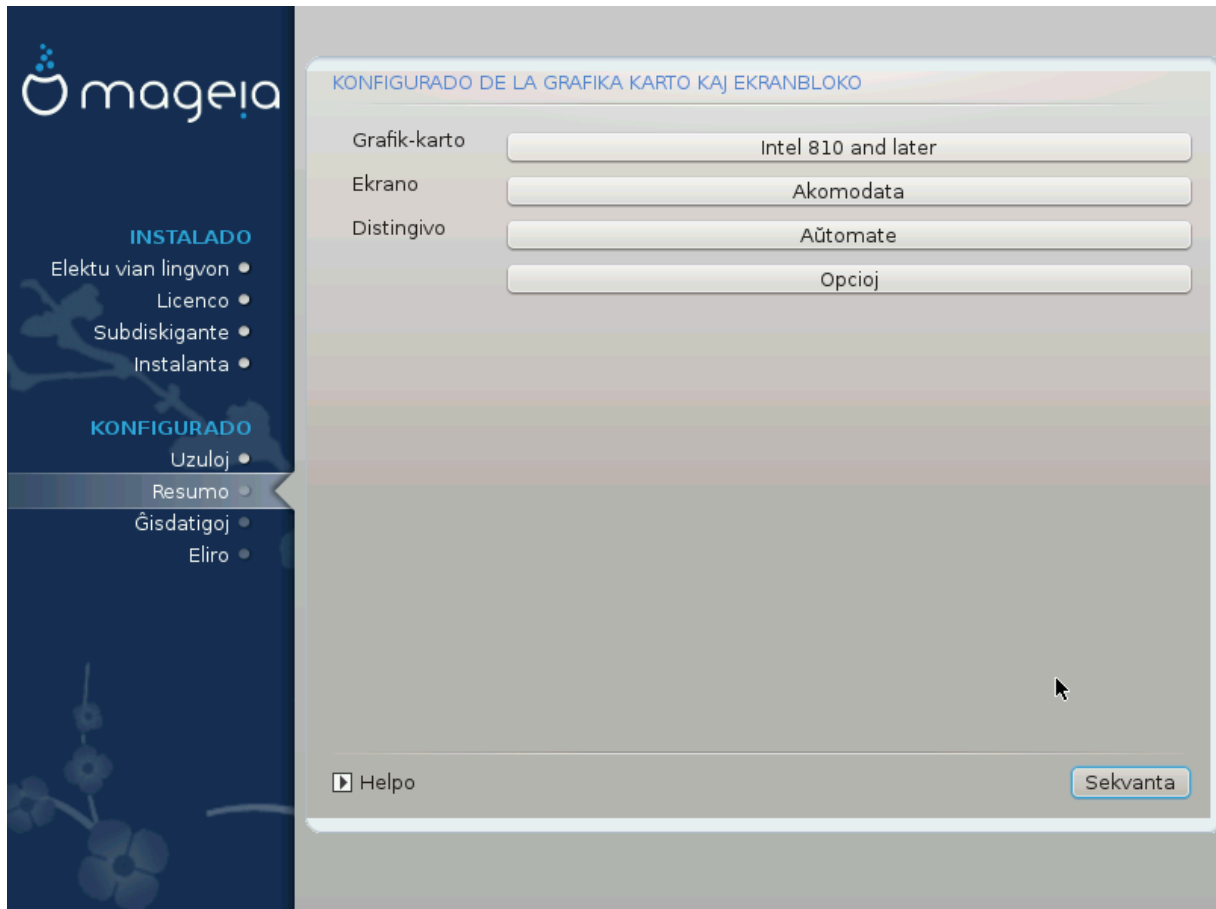 mageia
INSTALADO
Elektu vian lingvon
Licenco
Subdiskigante
Instalanta
KONFIGURADO
Uzuloj
Resumo
Ĝisdatigoj
Eliro
KONFIGURADO DE LA GRAFIKA KARTO KAJ EKRANBLOKO
Grafik-karto Intel 810 and later
Ekrano Akomodata
Distingivo Aŭtomate
Opcioj
Helpo Sekvanta